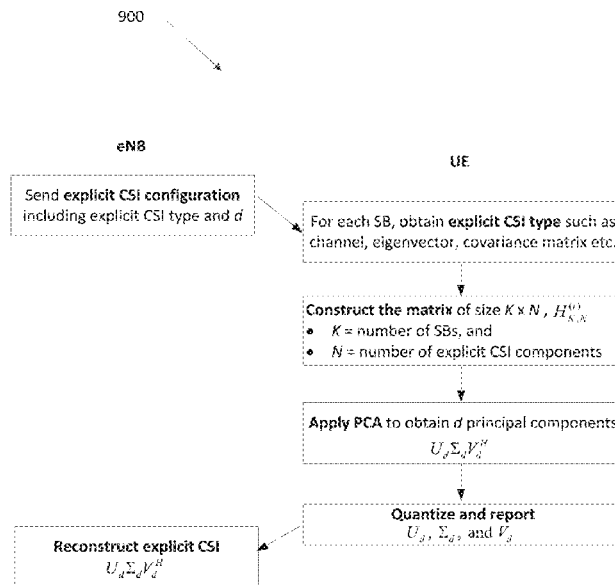 900
eNB
UE
Send explicit CSI configuration
including explicit CSI type and d
For each SB, obtain explicit CSI type such as
channel, eigenvector, covariance matrix etc.
Construct the matrix of size K x N , H_{K,N}^{(r)}
• K = number of SBs, and
• N = number of explicit CSI components
Apply PCA to obtain d principal components
U_d Σ_d V_d^H
Quantize and report
U_d , Σ_d , and V_d
Reconstruct explicit CSI
U_d Σ_d V_d^H